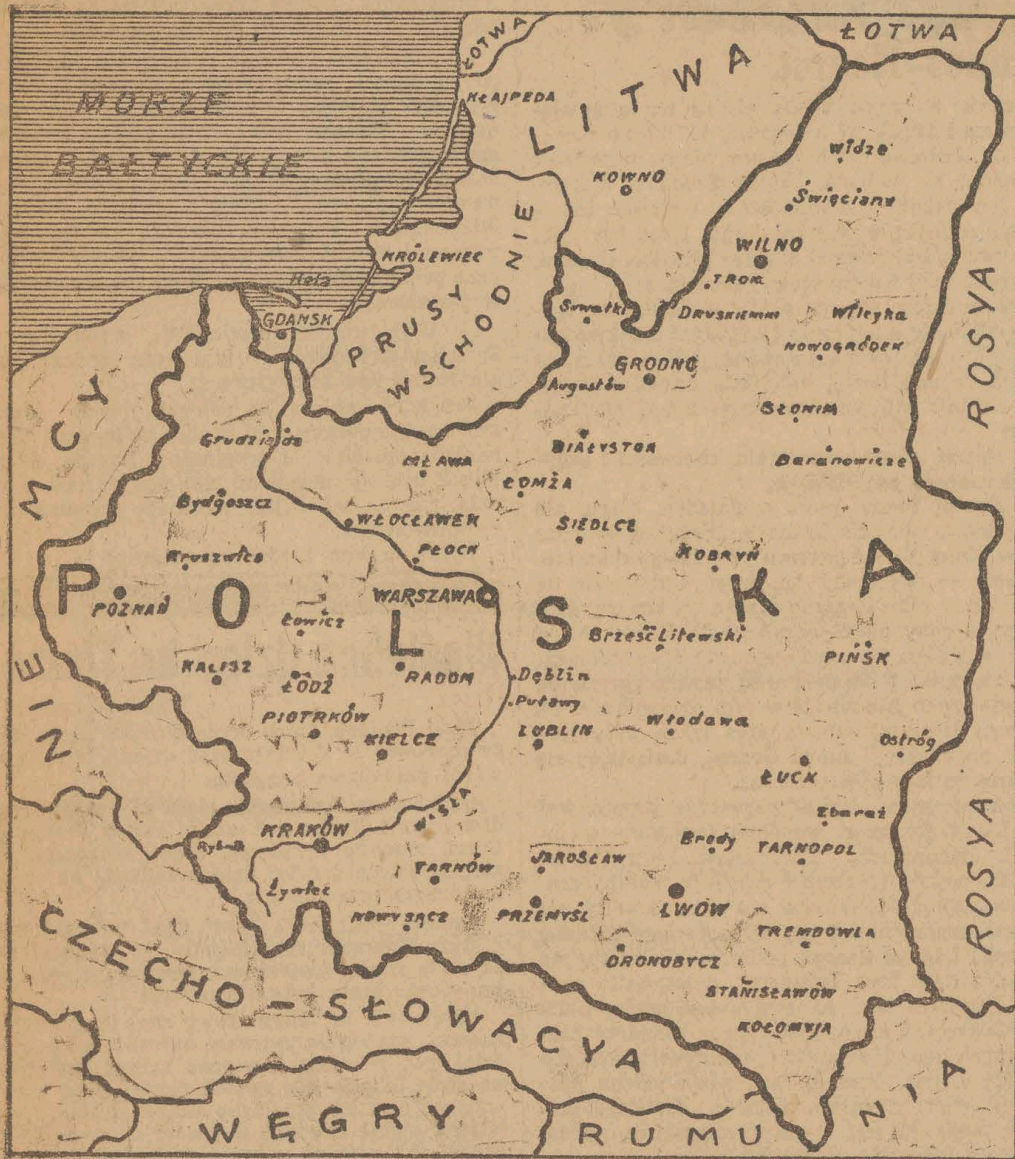 ŁOTWA
ŁOTWA
LITWA
MORZE
BAŁTYCKIE
KŁAJPEDA
KOWNO
Widze
Święciany
WILNO
TROKI
KRÓLEWIEC
Hela
GDAŃSK
PRUSY
WSCHODNIE
Suwałki
DRUSKIENIKI
Wilejka
NOWOGRÓDEK
GRODNO
Augustów
ROSYA
NIEMCY
SŁONIM
Grudziądz
BIAŁYSTOK
MŁAWA
Baranowicze
ŁOMŻA
Bydgoszcz
WŁOCŁAWEK
SIEDLCE
PŁOCK
KOBRYŃ
Kruszwica
POLSKA
POZNAŃ
WARSZAWA
Łowicz
Brześć Litewski
PIŃSK
KALISZ
ŁÓDŹ
RADOM
Dęblin
Puławy
PIOTRKÓW
LUBLIN
Włodawa
KIELCE
Ostróg
ŁUCK
WISŁA
Zbaraż
KRAKÓW
Rybnik
Brody
TARNOPOL
JAROSŁAW
TARNÓW
Żywiec
NOWY SĄCZ
PRZEMYŚL
LWÓW
TREMBOWLA
ROSYA
DROHOBYCZ
STANISŁAWÓW
KOŁOMYJA
CZECHO-SŁOWACYA
WĘGRY
RUMUNIA